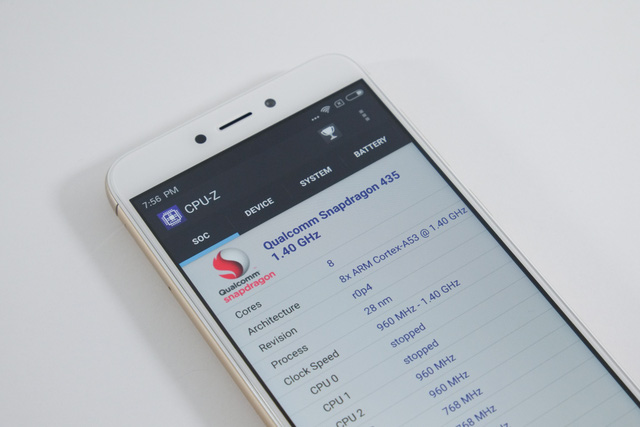 7:56 PM
CPU-Z
SOC DEVICE SYSTEM BATTERY
Qualcomm Snapdragon 435
1.40 GHz
Qualcomm
snapdragon
Cores 8
Architecture 8x ARM Cortex-A53 @ 1.40 GHz
Revision r0p4
Process 28 nm
Clock Speed 960 MHz - 1.40 GHz
CPU 0 stopped
CPU 1 stopped
CPU 2 960 MHz
960 MHz
768 MHz
768 MHz